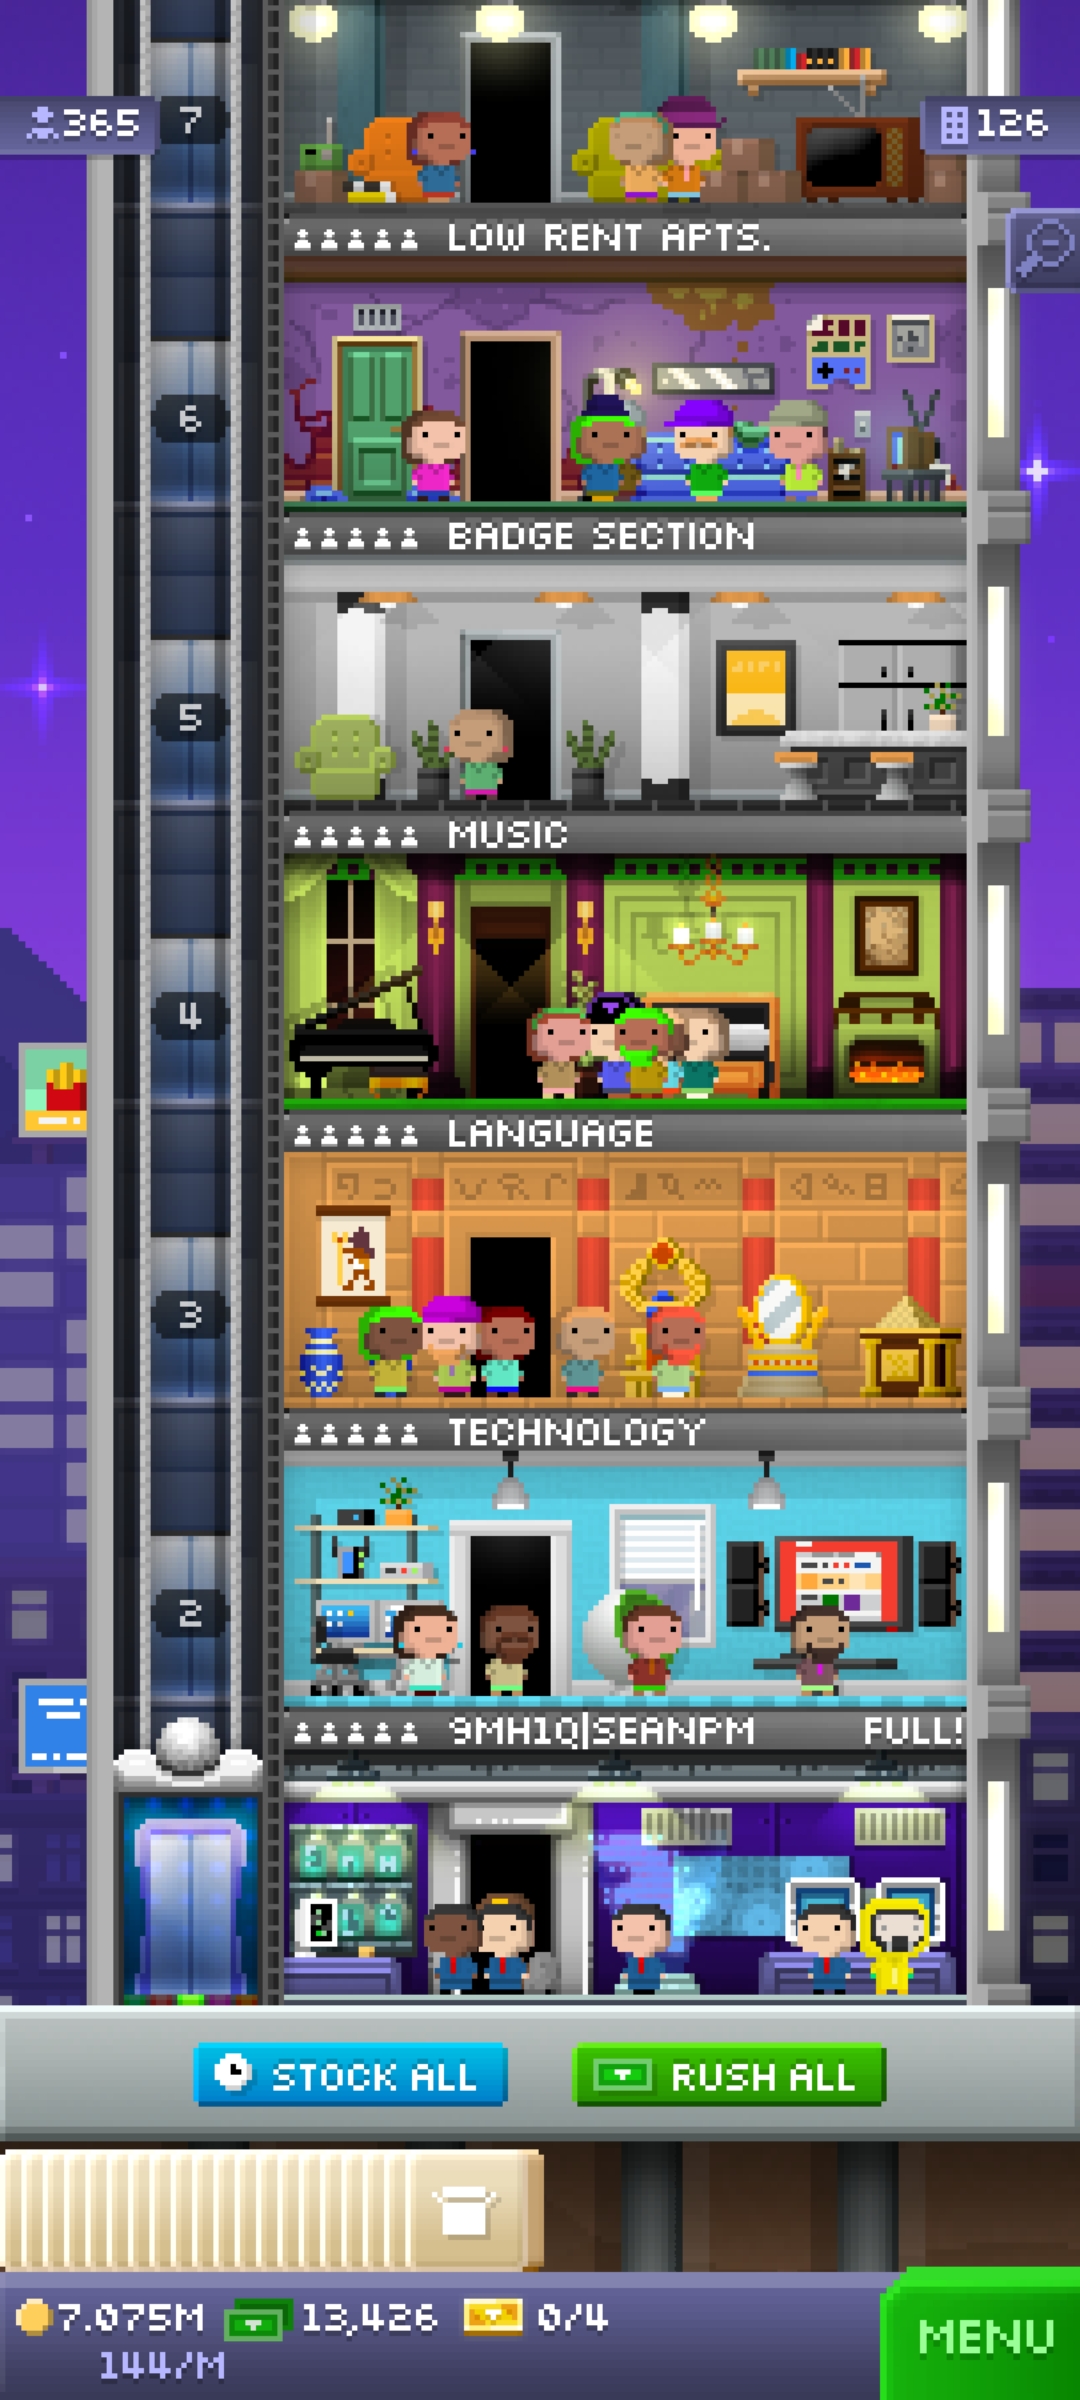 7
365
126
LOW RENT APTS.
6
BADGE SECTION
5
MUSIC
4
LANGUAGE
3
TECHNOLOGY
2
9MH1Q|SEANPM FULL!
STOCK ALL
RUSH ALL
7.075M 13,426 0/4
144/M
MENU